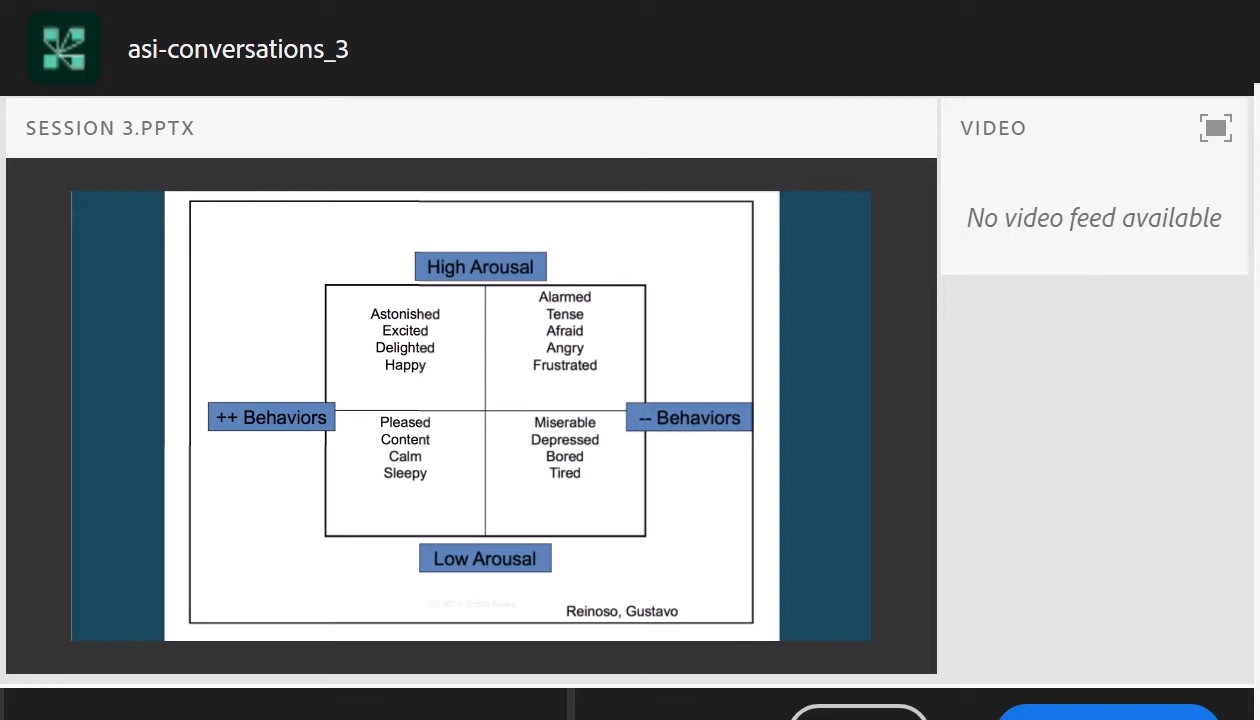 asi-conversations_3
SESSION 3.PPTX
VIDEO
No video feed available
High Arousal
Astonished
Excited
Delighted
Happy
Alarmed
Tense
Afraid
Angry
Frustrated
++ Behaviors
-- Behaviors
Pleased
Content
Calm
Sleepy
Miserable
Depressed
Bored
Tired
Low Arousal
Reinoso, Gustavo